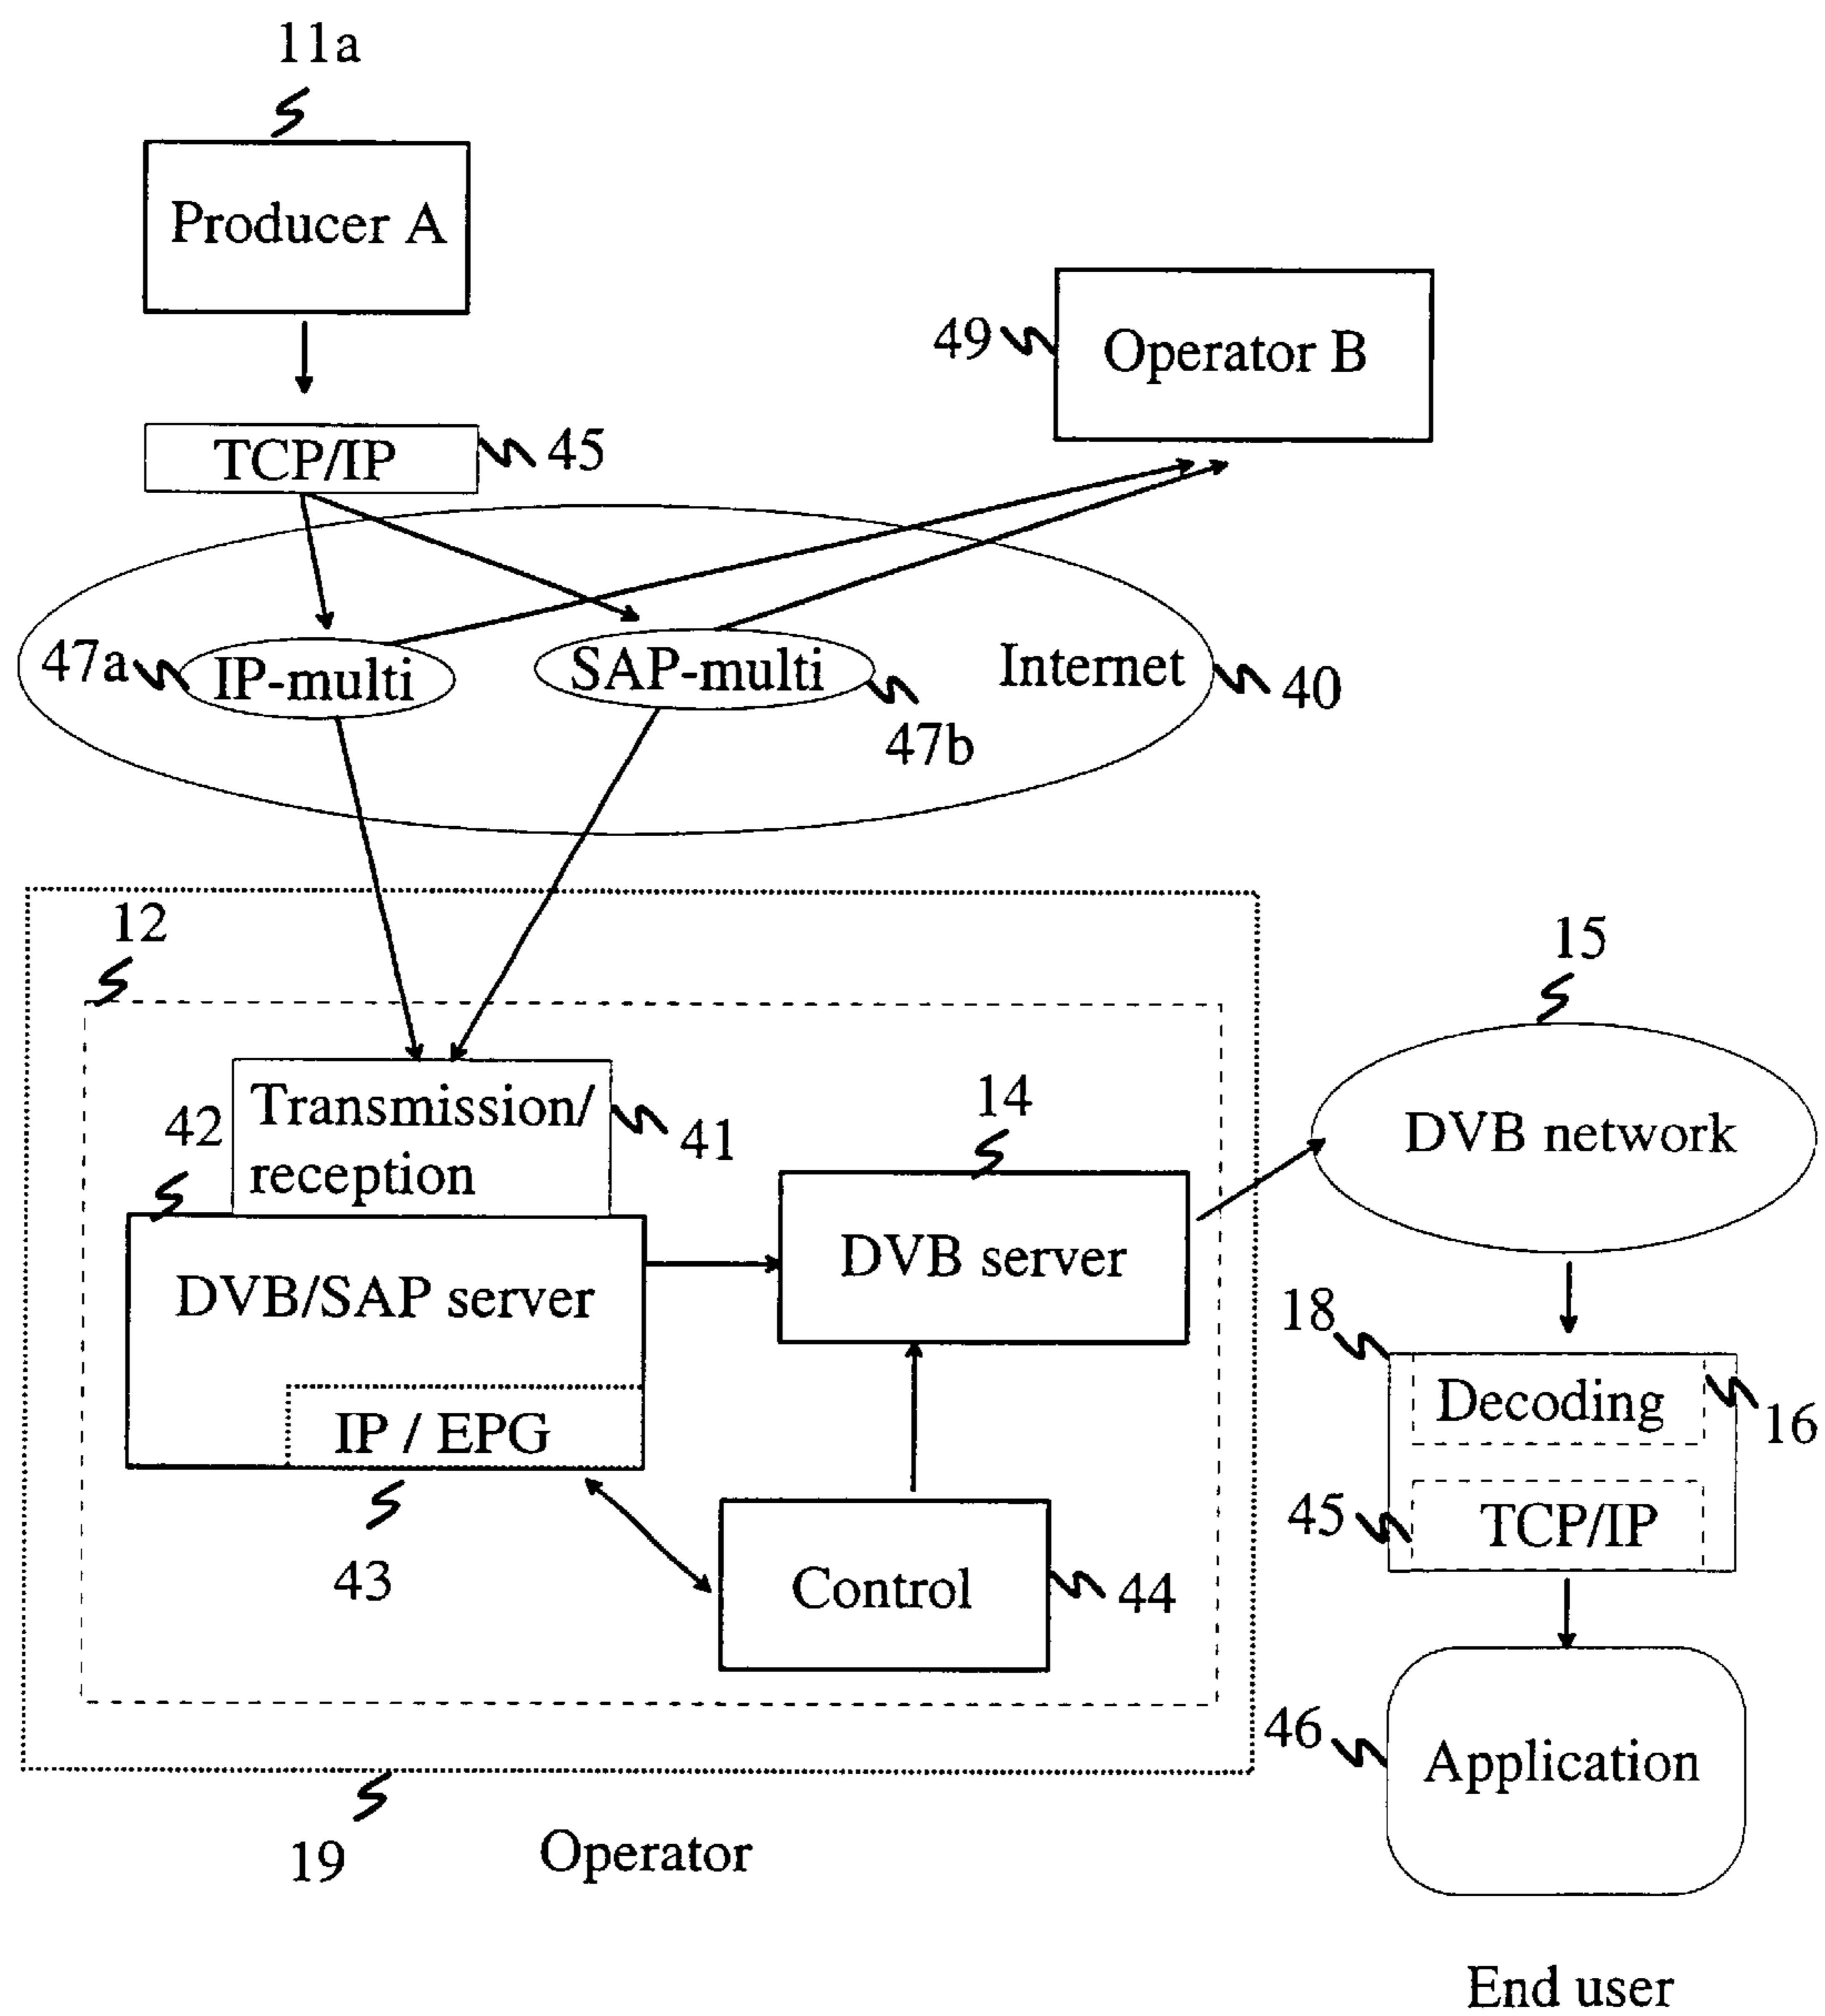 11a
Producer A
49
Operator B
TCP/IP
45
47a
IP-multi
SAP-multi
47b
Internet
40
12
15
42
Transmission/
reception
41
14
DVB network
DVB/SAP server
DVB server
18
Decoding
16
IP / EPG
43
Control
44
45
TCP/IP
46
Application
19
Operator
End user